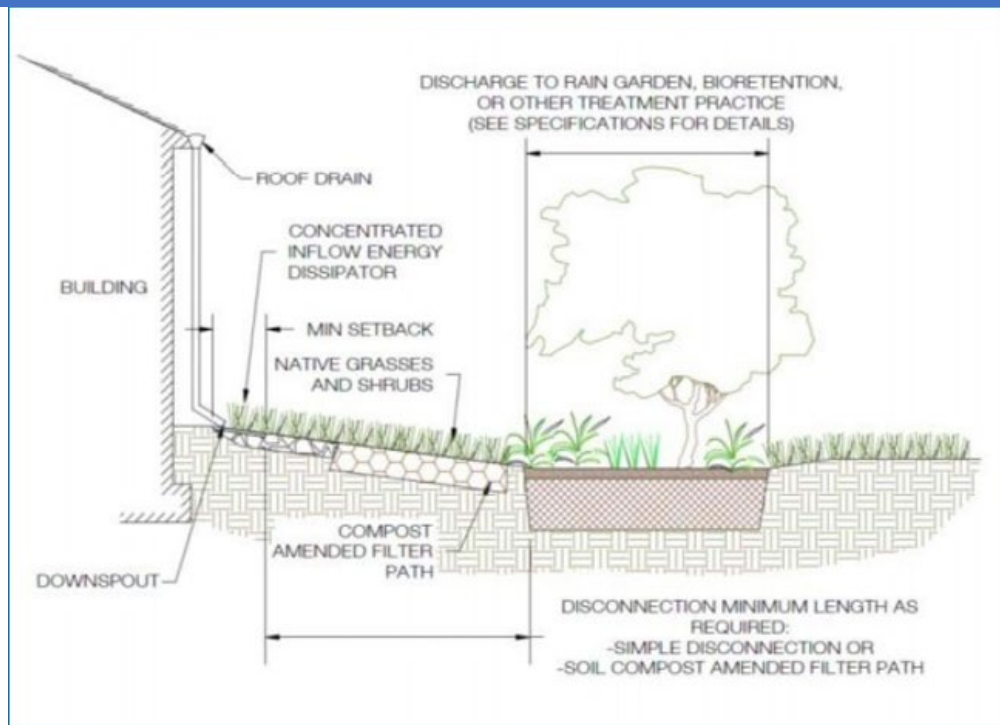 DISCHARGE TO RAIN GARDEN, BIORETENTION,
OR OTHER TREATMENT PRACTICE
(SEE SPECIFICATIONS FOR DETAILS)
ROOF DRAIN
CONCENTRATED
INFLOW ENERGY
DISSIPATOR
BUILDING
MIN SETBACK
NATIVE GRASSES
AND SHRUBS
COMPOST
AMENDED FILTER
PATH
DOWNSPOUT
DISCONNECTION MINIMUM LENGTH AS
REQUIRED:
-SIMPLE DISCONNECTION OR
-SOIL COMPOST AMENDED FILTER PATH